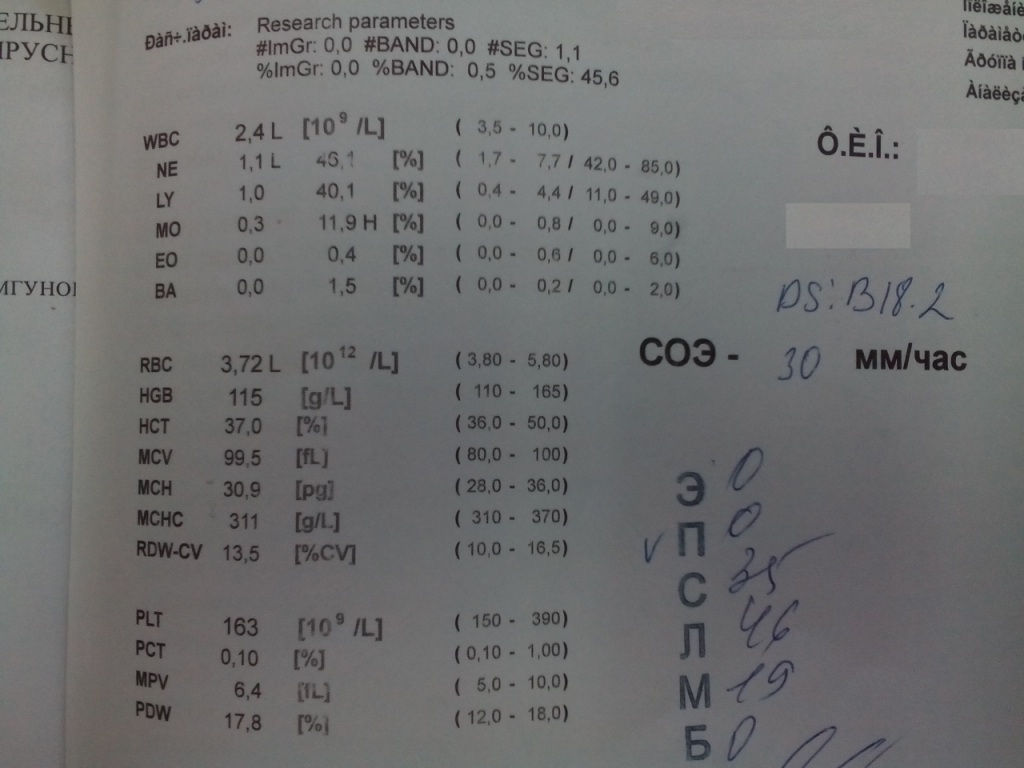 Ðàñ÷.ïàðàì: Research parameters
#ImGr: 0,0 #BAND: 0,0 #SEG: 1,1
%ImGr: 0,0 %BAND: 0,5 %SEG: 45,6
WBC 2,4 L [10⁹ /L] ( 3,5 - 10,0)
NE 1,1 L 46,1 [%] ( 1,7 - 7,7 / 42,0 - 85,0)
LY 1,0 40,1 [%] ( 0,4 - 4,4 / 11,0 - 49,0)
MO 0,3 11,9 H [%] ( 0,0 - 0,8 / 0,0 - 9,0)
EO 0,0 0,4 [%] ( 0,0 - 0,6 / 0,0 - 6,0)
BA 0,0 1,5 [%] ( 0,0 - 0,2 / 0,0 - 2,0)
RBC 3,72 L [10¹² /L] ( 3,80 - 5,80)
HGB 115 [g/L] ( 110 - 165)
HCT 37,0 [%] ( 36,0 - 50,0)
MCV 99,5 [fL] ( 80,0 - 100)
MCH 30,9 [pg] ( 28,0 - 36,0)
MCHC 311 [g/L] ( 310 - 370)
RDW-CV 13,5 [%CV] ( 10,0 - 16,5)
PLT 163 [10⁹ /L] ( 150 - 390)
PCT 0,10 [%] ( 0,10 - 1,00)
MPV 6,4 [fL] ( 5,0 - 10,0)
PDW 17,8 [%] ( 12,0 - 18,0)
Ô.È.Î.:
DS: B18.2
СОЭ - 30 мм/час
Э 0
П 0
С 35
Л 46
М 19
Б 0